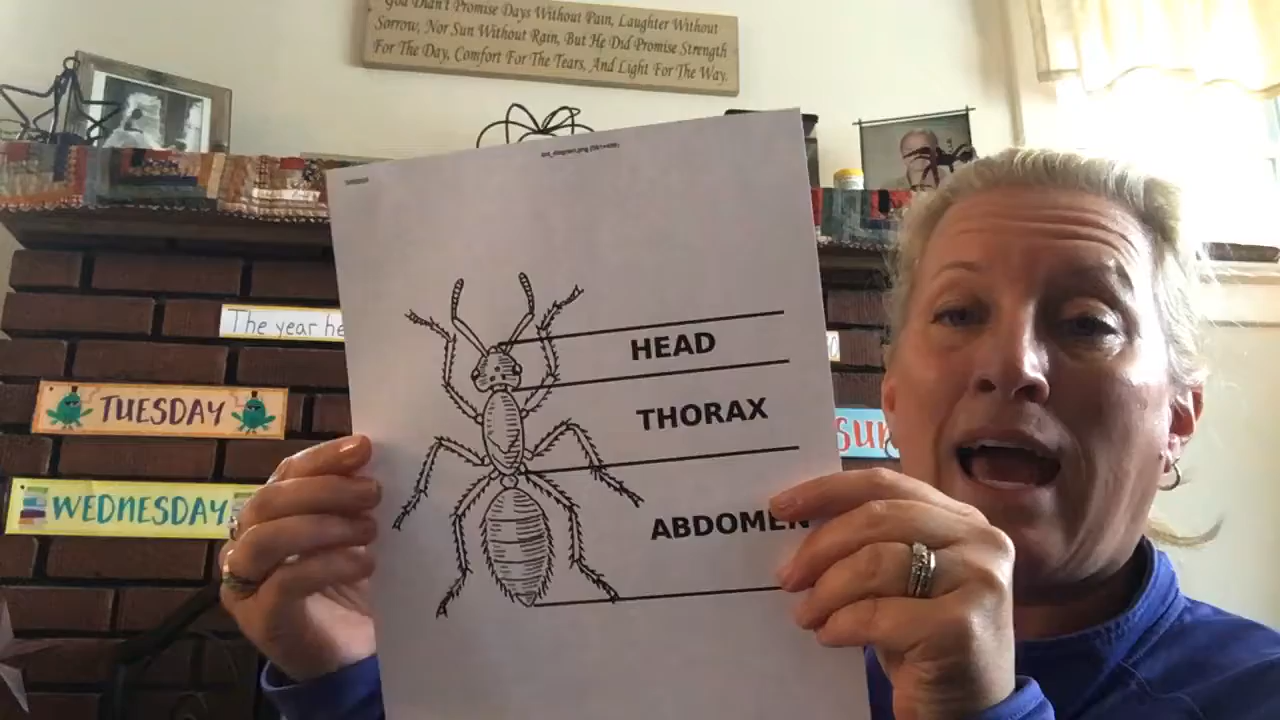 God Didn't Promise Days Without Pain, Laughter Without
Sorrow, Nor Sun Without Rain, But He Did Promise Strength
For The Day, Comfort For The Tears, And Light For The Way.
The year he
TUESDAY
WEDNESDAY
HEAD
THORAX
ABDOMEN
su